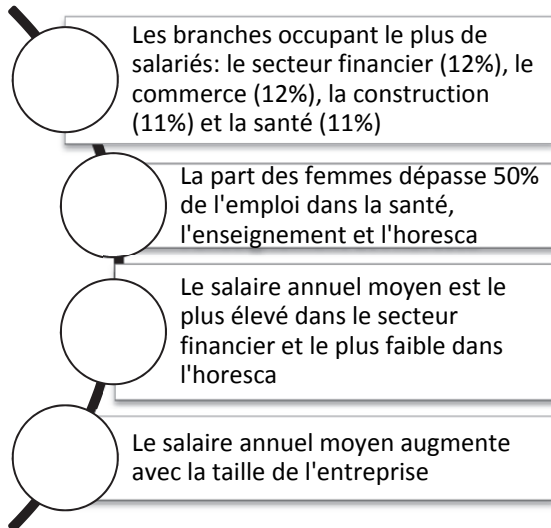 Les branches occupant le plus de
salariés: le secteur financier (12%), le
commerce (12%), la construction
(11%) et la santé (11%)
La part des femmes dépasse 50%
de l'emploi dans la santé,
l'enseignement et l'horesca
Le salaire annuel moyen est le
plus élevé dans le secteur
financier et le plus faible dans
l'horesca
Le salaire annuel moyen augmente
avec la taille de l'entreprise